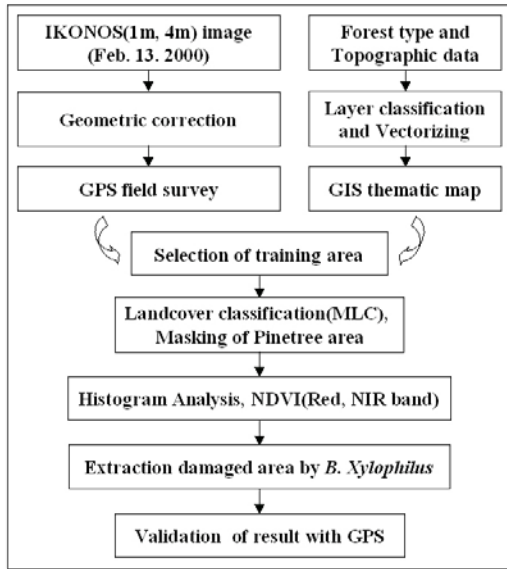 IKONOS(1m, 4m) image
(Feb. 13. 2000)
Geometric correction
GPS field survey
Forest type and
Topographic data
Layer classification
and Vectorizing
GIS thematic map
Selection of training area
Landcover classification(MLC),
Masking of Pinetree area
Histogram Analysis, NDVI(Red, NIR band)
Extraction damaged area by B. Xylophilus
Validation of result with GPS